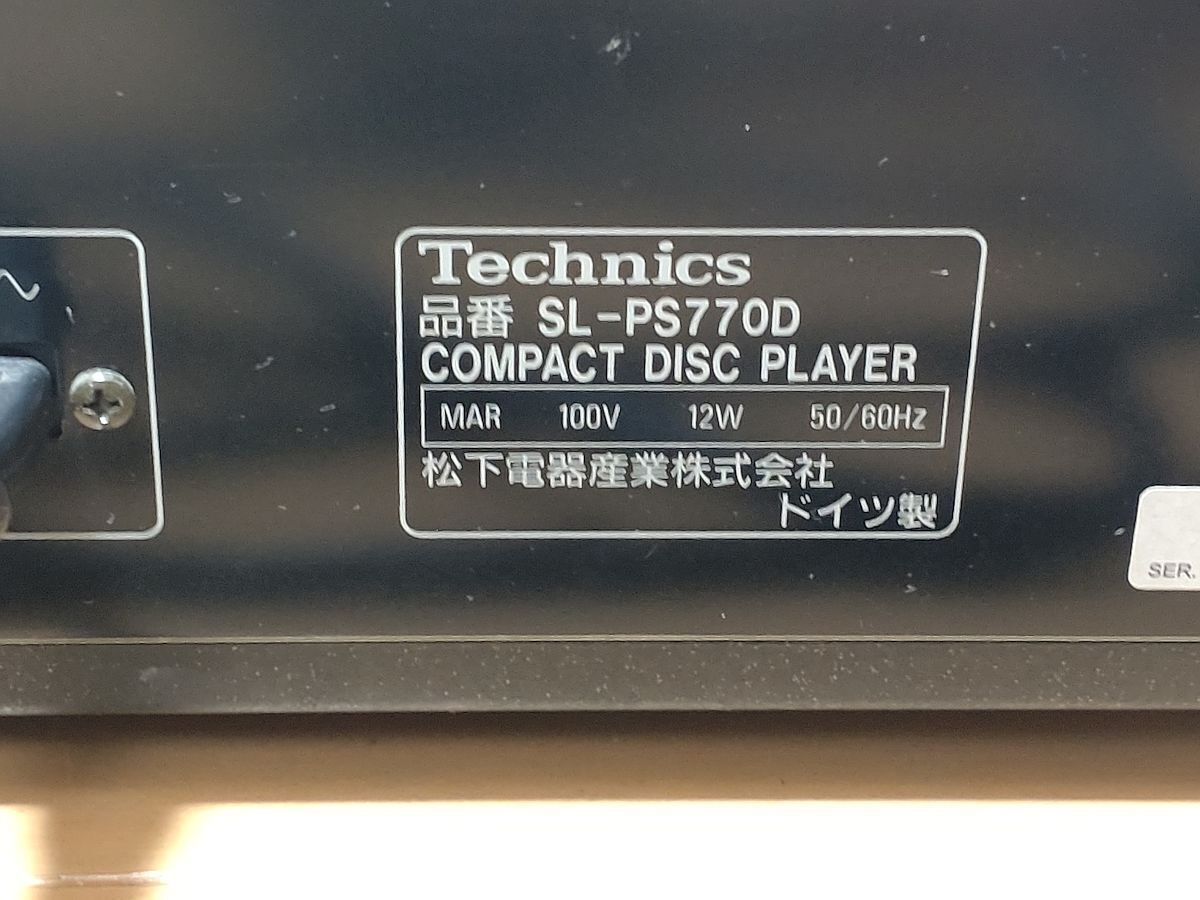 Technics
品番 SL-PS770D
COMPACT DISC PLAYER
MAR 100V 12W 50/60Hz
松下電器産業株式会社
ドイツ製
SER.